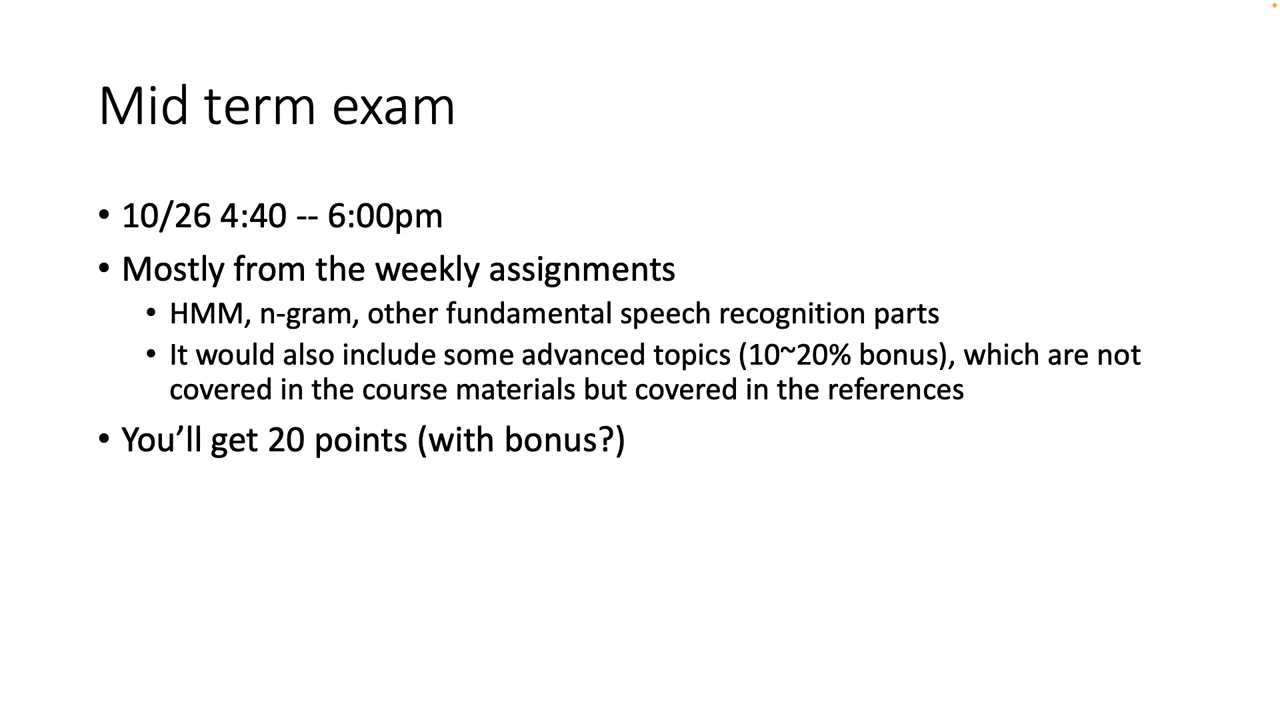 Mid term exam
• 10/26 4:40 -- 6:00pm
• Mostly from the weekly assignments
• HMM, n-gram, other fundamental speech recognition parts
• It would also include some advanced topics (10~20% bonus), which are not
covered in the course materials but covered in the references
• You’ll get 20 points (with bonus?)